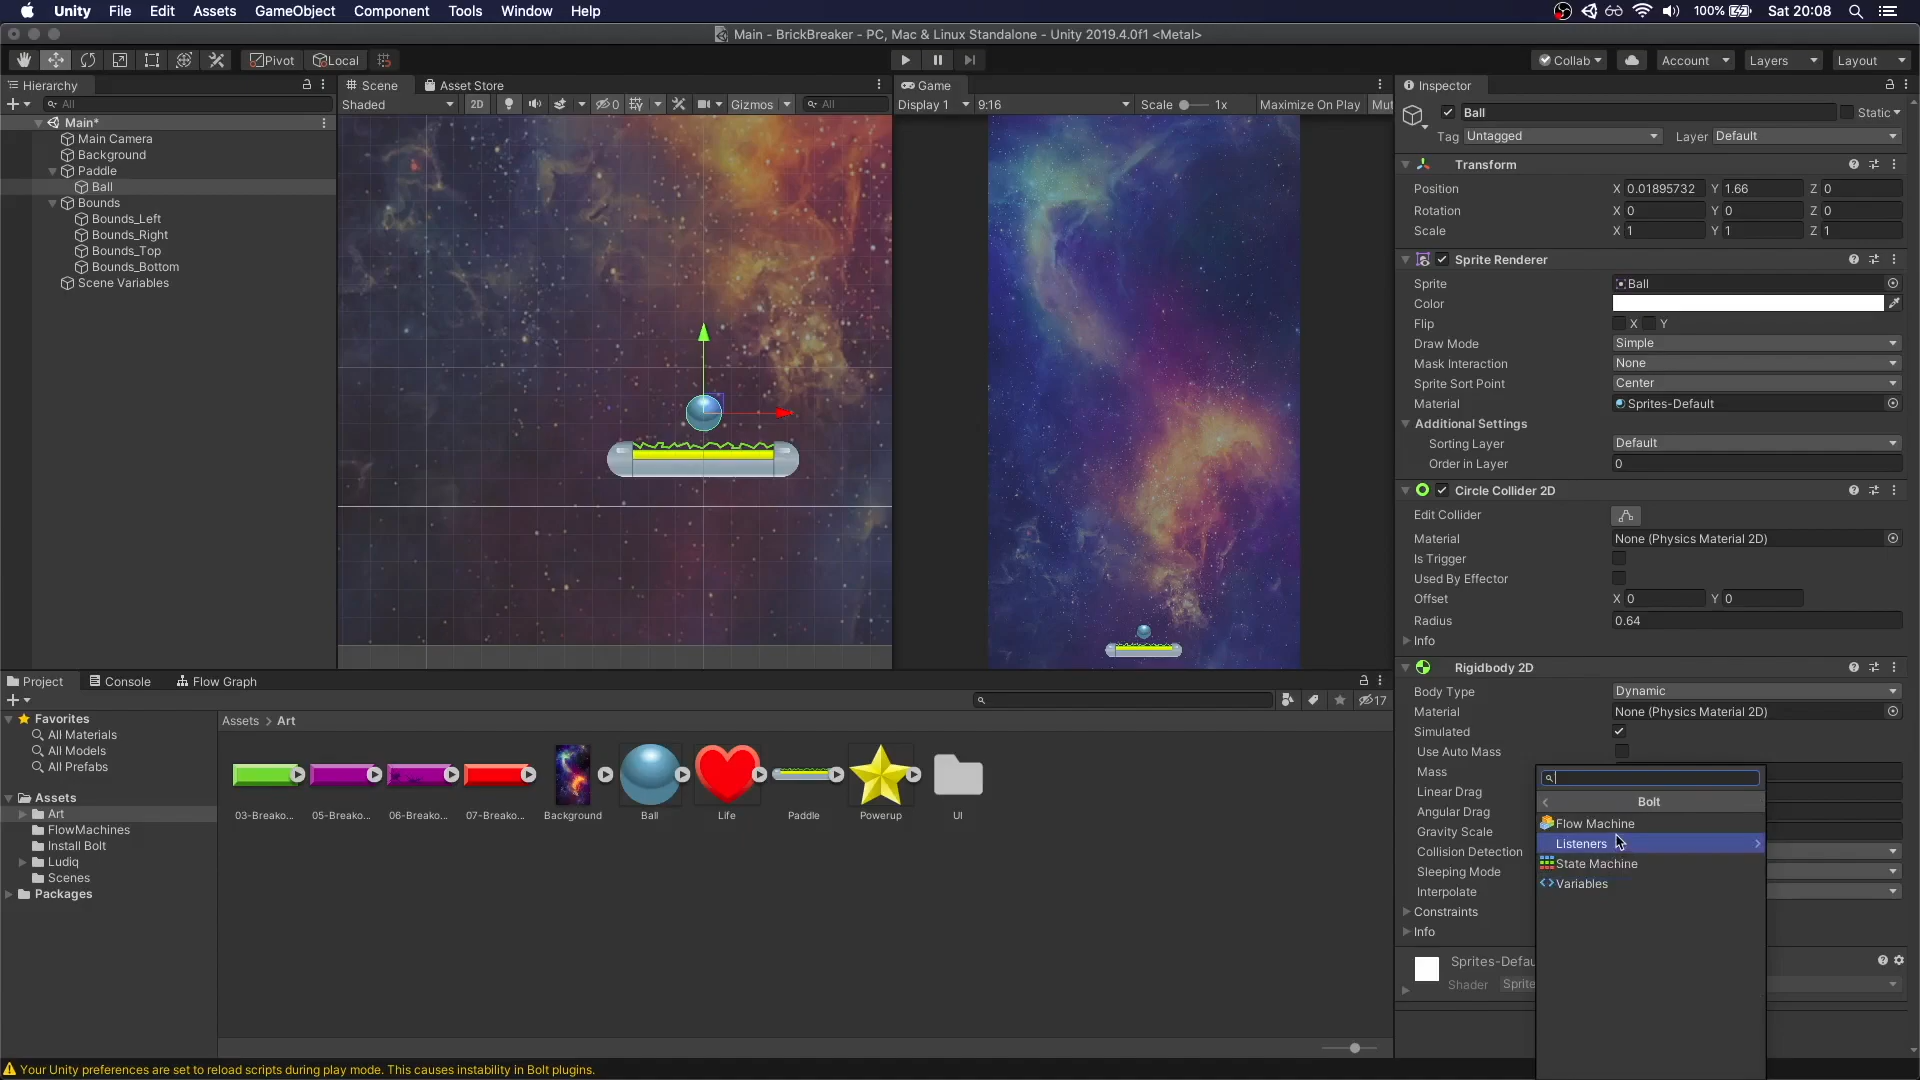 Unity File Edit Assets GameObject Component Tools Window Help 100% Sat 20:08
Main - BrickBreaker - PC, Mac & Linux Standalone - Unity 2019.4.0f1 <Metal>
Pivot Local Collab Account Layers Layout
Hierarchy Scene Asset Store Game Inspector
All Shaded 2D 0 Gizmos All Display 1 9:16 Scale 1x Maximize On Play Mut
Main*
Main Camera
Background
Paddle
Ball
Bounds
Bounds_Left
Bounds_Right
Bounds_Top
Bounds_Bottom
Scene Variables
Ball Static
Tag Untagged Layer Default
Transform
Position X 0.01895732 Y 1.66 Z 0
Rotation X 0 Y 0 Z 0
Scale X 1 Y 1 Z 1
Sprite Renderer
Sprite Ball
Color
Flip X Y
Draw Mode Simple
Mask Interaction None
Sprite Sort Point Center
Material Sprites-Default
Additional Settings
Sorting Layer Default
Order in Layer 0
Circle Collider 2D
Edit Collider
Material None (Physics Material 2D)
Is Trigger
Used By Effector
Offset X 0 Y 0
Radius 0.64
Info
Rigidbody 2D
Body Type Dynamic
Material None (Physics Material 2D)
Simulated
Use Auto Mass
Mass
Linear Drag
Angular Drag
Gravity Scale
Collision Detection
Sleeping Mode
Interpolate
Constraints
Info
Sprites-Defau
Shader Sprite
Bolt
Flow Machine
Listeners
State Machine
Variables
Project Console Flow Graph
17
Favorites
All Materials
All Models
All Prefabs
Assets
Art
FlowMachines
Install Bolt
Ludiq
Scenes
Packages
Assets > Art
03-Breako... 05-Breako... 06-Breako... 07-Breako... Background Ball Life Paddle Powerup UI
Your Unity preferences are set to reload scripts during play mode. This causes instability in Bolt plugins.